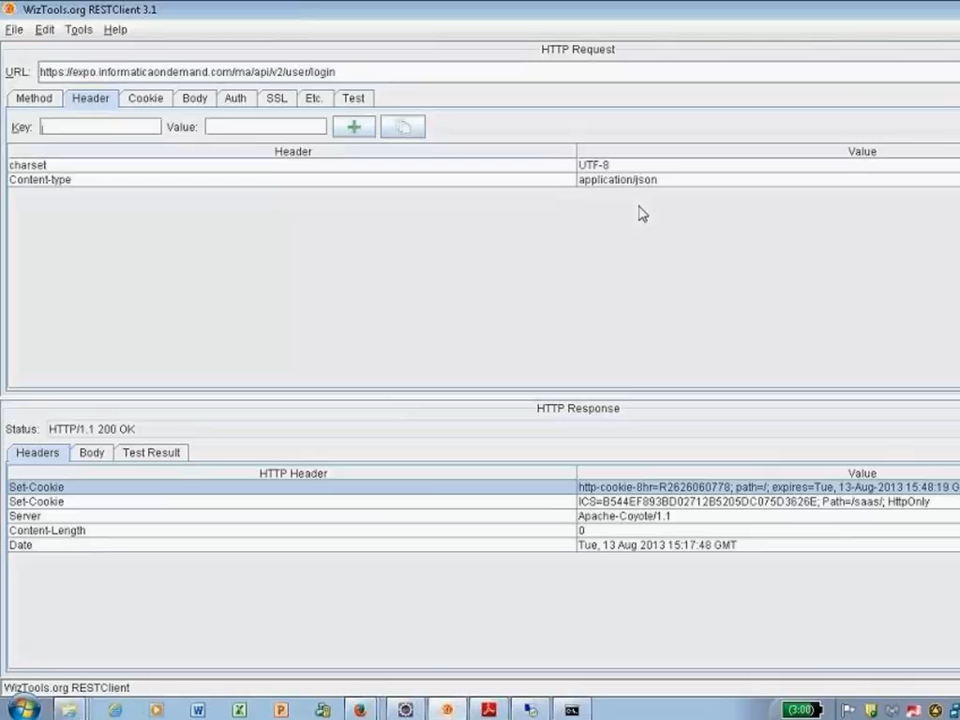 WizTools.org RESTClient 3.1
File Edit Tools Help
HTTP Request
URL: https://expo.informaticaondemand.com/ma/api/v2/user/login
Method Header Cookie Body Auth SSL Etc. Test
Key: Value:
Header Value
charset UTF-8
Content-type application/json
HTTP Response
Status: HTTP/1.1 200 OK
Headers Body Test Result
HTTP Header Value
Set-Cookie http-cookie-8hr=R2626060778; path=/; expires=Tue, 13-Aug-2013 15:48:19 G
Set-Cookie ICS=B544EF893BD02712B5205DC075D3626E; Path=/saas/; HttpOnly
Server Apache-Coyote/1.1
Content-Length 0
Date Tue, 13 Aug 2013 15:17:48 GMT
WizTools.org RESTClient
(3:00)